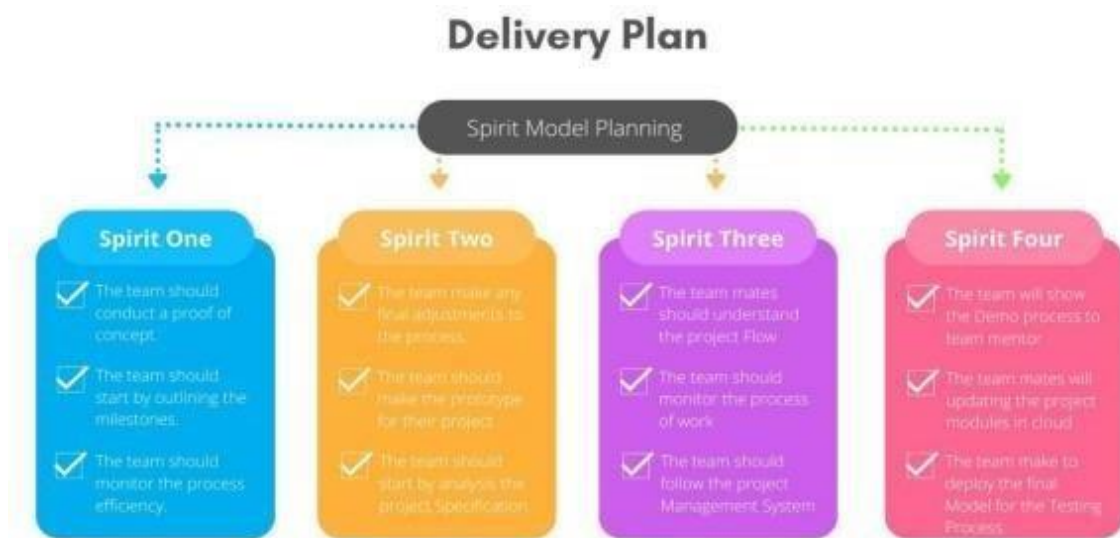 Delivery Plan
Spirit Model Planning
Spirit One
The team should
conduct a proof of
concept
The team should
start by outlining the
milestones.
The team should
monitor the process
efficiency.
Spirit Two
The team make any
final adjustments to
the process.
The team should
make the prototype
for their project
The team should
start by analysis the
project Specification
Spirit Three
The team mates
should understand
the project Flow
The team should
monitor the process
of work
The team should
follow the project
Management System
Spirit Four
The team will show
the Demo process to
team mentor
The team mates will
updating the project
modules in cloud
The team make to
deploy the final
Model for the Testing
Process